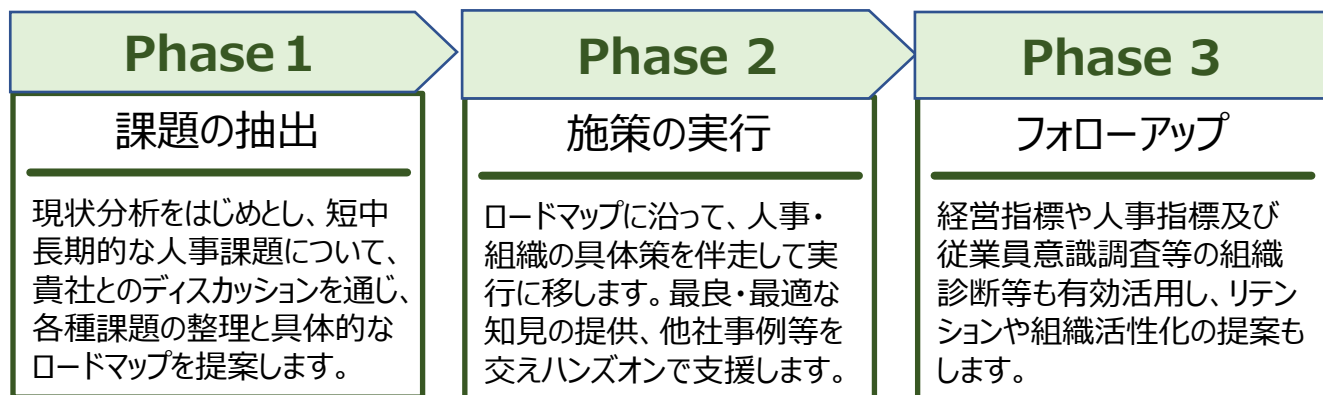 Phase１
課題の抽出
現状分析をはじめとし、短中
長期的な人事課題について、
貴社とのディスカッションを通じ、
各種課題の整理と具体的な
ロードマップを提案します。
Phase 2
施策の実行
ロードマップに沿って、人事・
組織の具体策を伴走して実
行に移します。最良・最適な
知見の提供、他社事例等を
交えハンズオンで支援します。
Phase 3
フォローアップ
経営指標や人事指標及び
従業員意識調査等の組織
診断等も有効活用し、リテン
ションや組織活性化の提案も
します。